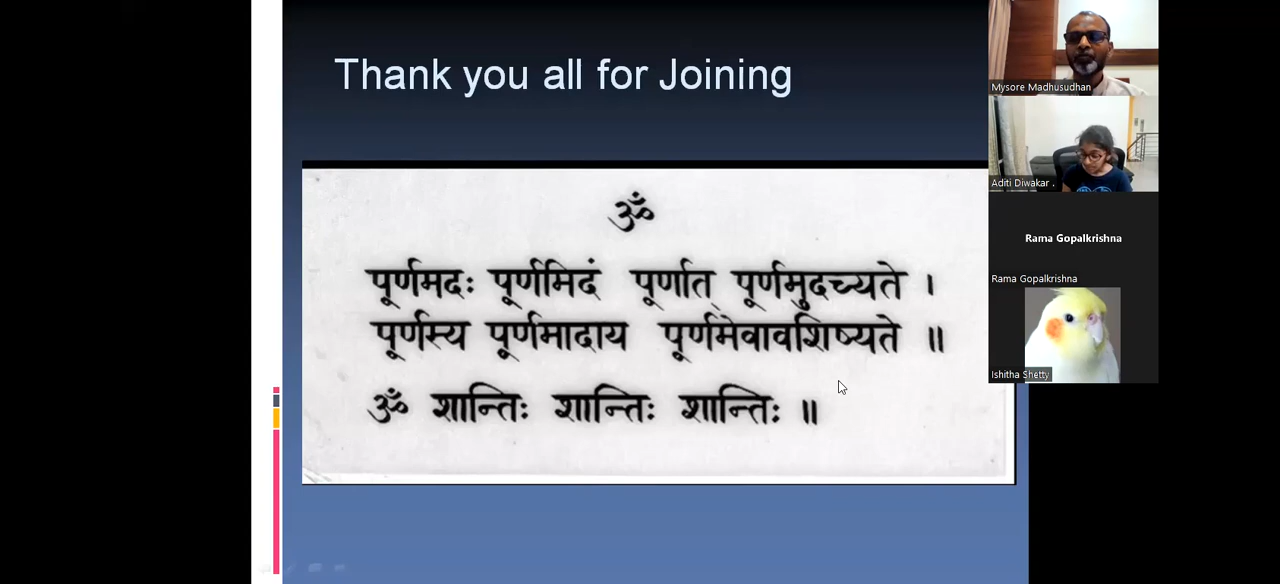 Thank you all for Joining
ॐ
पूर्णमदः पूर्णमिदं पूर्णात् पूर्णमुदच्यते ।
पूर्णस्य पूर्णमादाय पूर्णमेवावशिष्यते ॥
ॐ शान्तिः शान्तिः शान्तिः ॥
Mysore Madhusudhan
Aditi Diwakar .
Rama Gopalkrishna
Rama Gopalkrishna
Ishitha Shetty